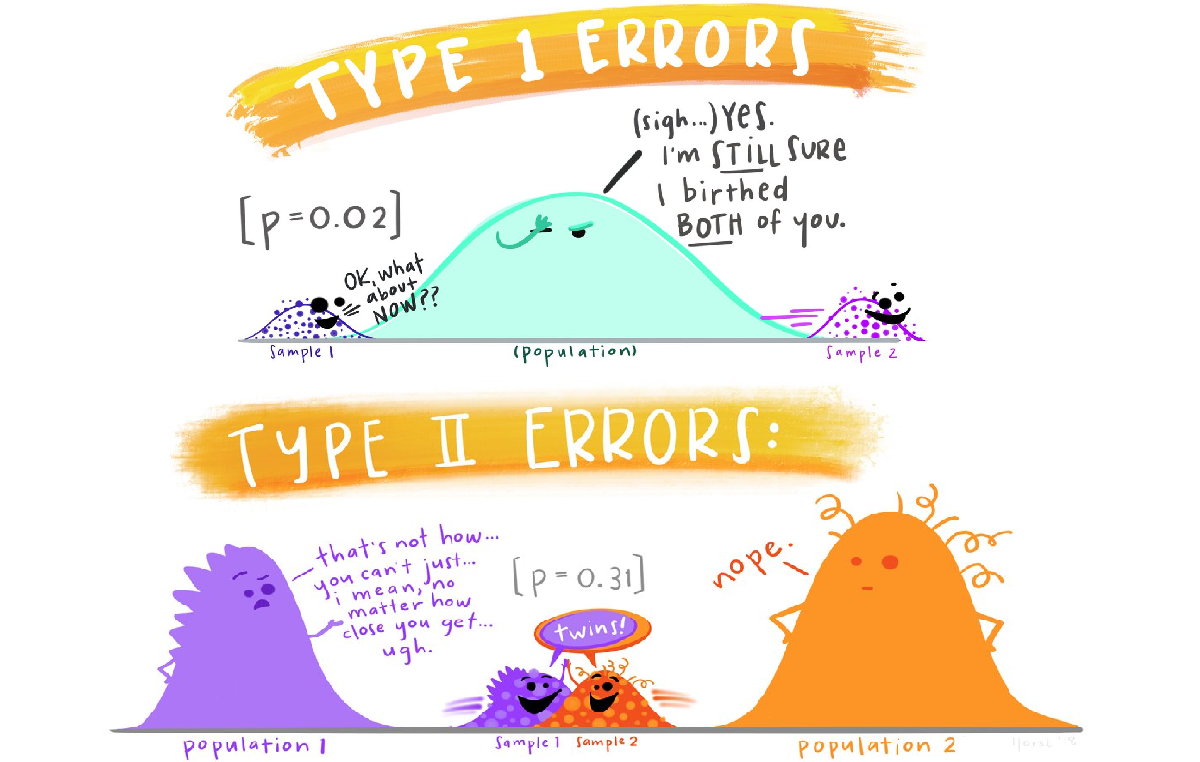 TYPE 1 ERRORS
(sigh...) Yes.
I'm STILL SURE
I birthed
BOTH of you.
[p=0.02]
OK, what
about
NOW??
Sample 1
(population)
Sample 2
TYPE II ERRORS:
that's not how...
you can't just...
i mean, no
matter how
close you get...
ugh.
[p = 0.31]
twins!
nope.
population 1
Sample 1
Sample 2
population 2
Horst '18